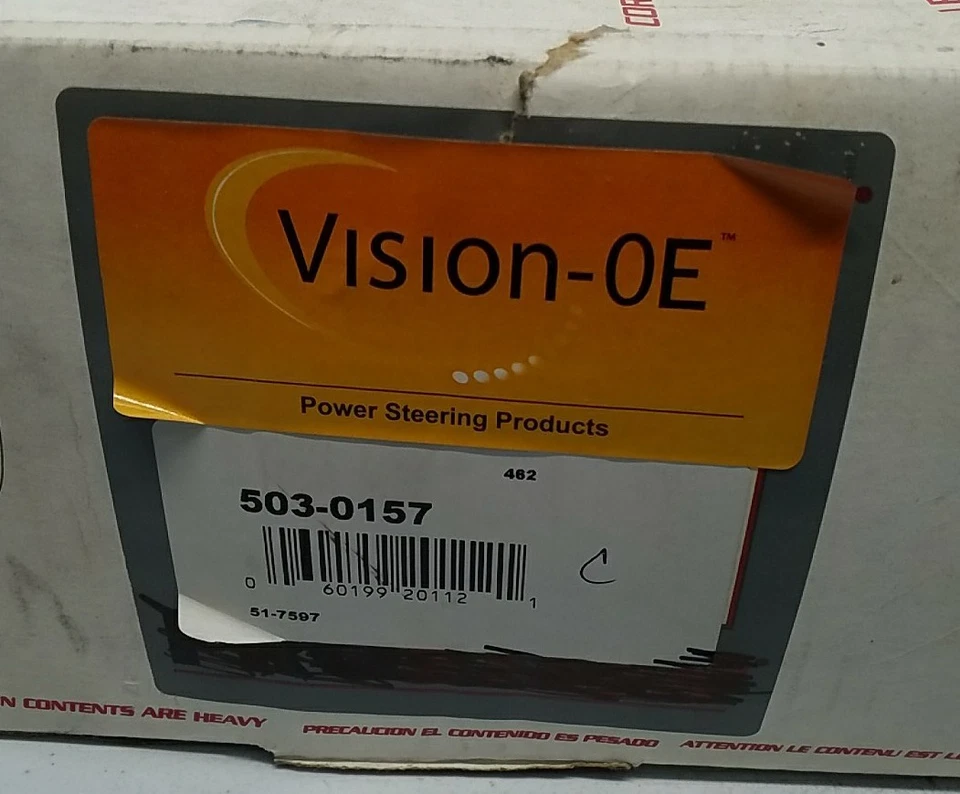 COR
Vision-OE™
Power Steering Products
462
503-0157
C
0 60199 20112 1
51-7597
N CONTENTS ARE HEAVY
PRECAUCION EL CONTENIDO ES PESADO
ATTENTION LE CONTENU EST L